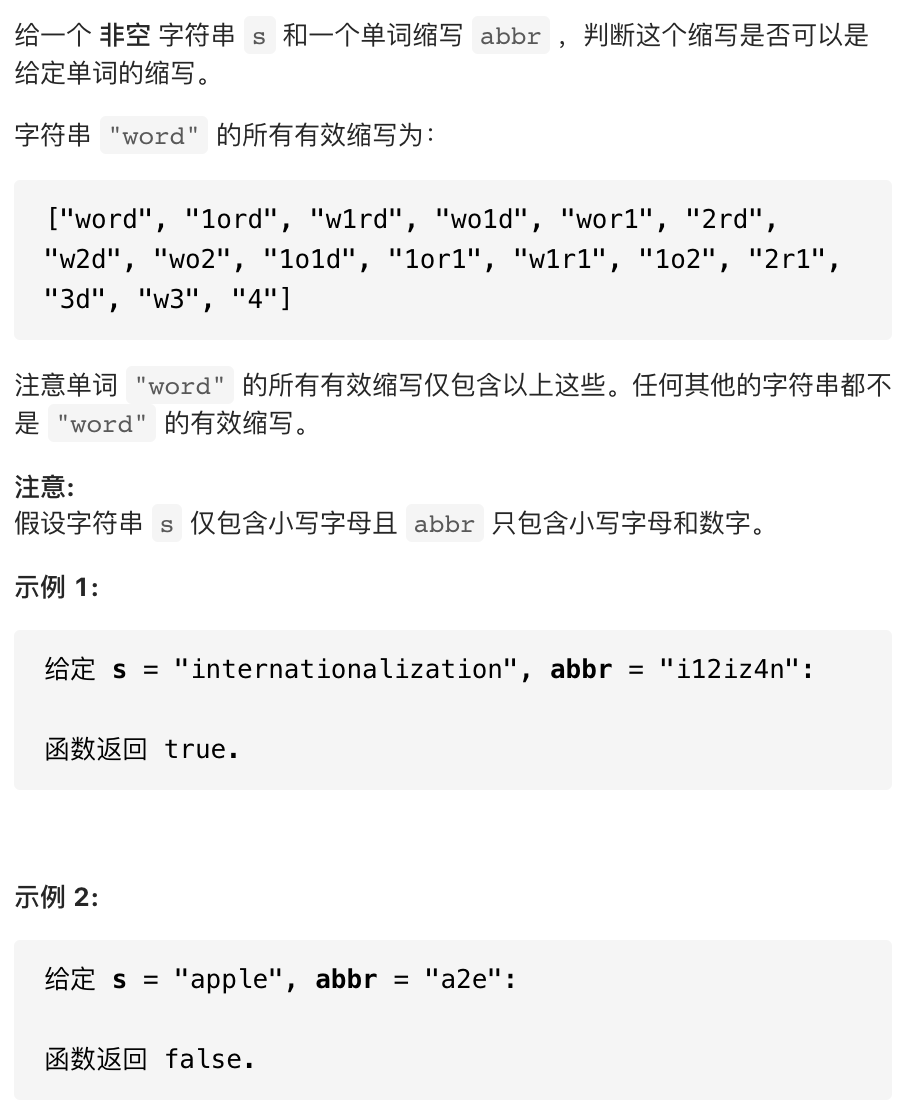 给一个 非空 字符串 s 和一个单词缩写 abbr ，判断这个缩写是否可以是
给定单词的缩写。
字符串 "word" 的所有有效缩写为：
["word", "1ord", "w1rd", "wo1d", "wor1", "2rd",
"w2d", "wo2", "1o1d", "1or1", "w1r1", "1o2", "2r1",
"3d", "w3", "4"]
注意单词 "word" 的所有有效缩写仅包含以上这些。任何其他的字符串都不
是 "word" 的有效缩写。
注意:
假设字符串 s 仅包含小写字母且 abbr 只包含小写字母和数字。
示例 1:
给定 s = "internationalization", abbr = "i12iz4n":
函数返回 true.
示例 2:
给定 s = "apple", abbr = "a2e":
函数返回 false.